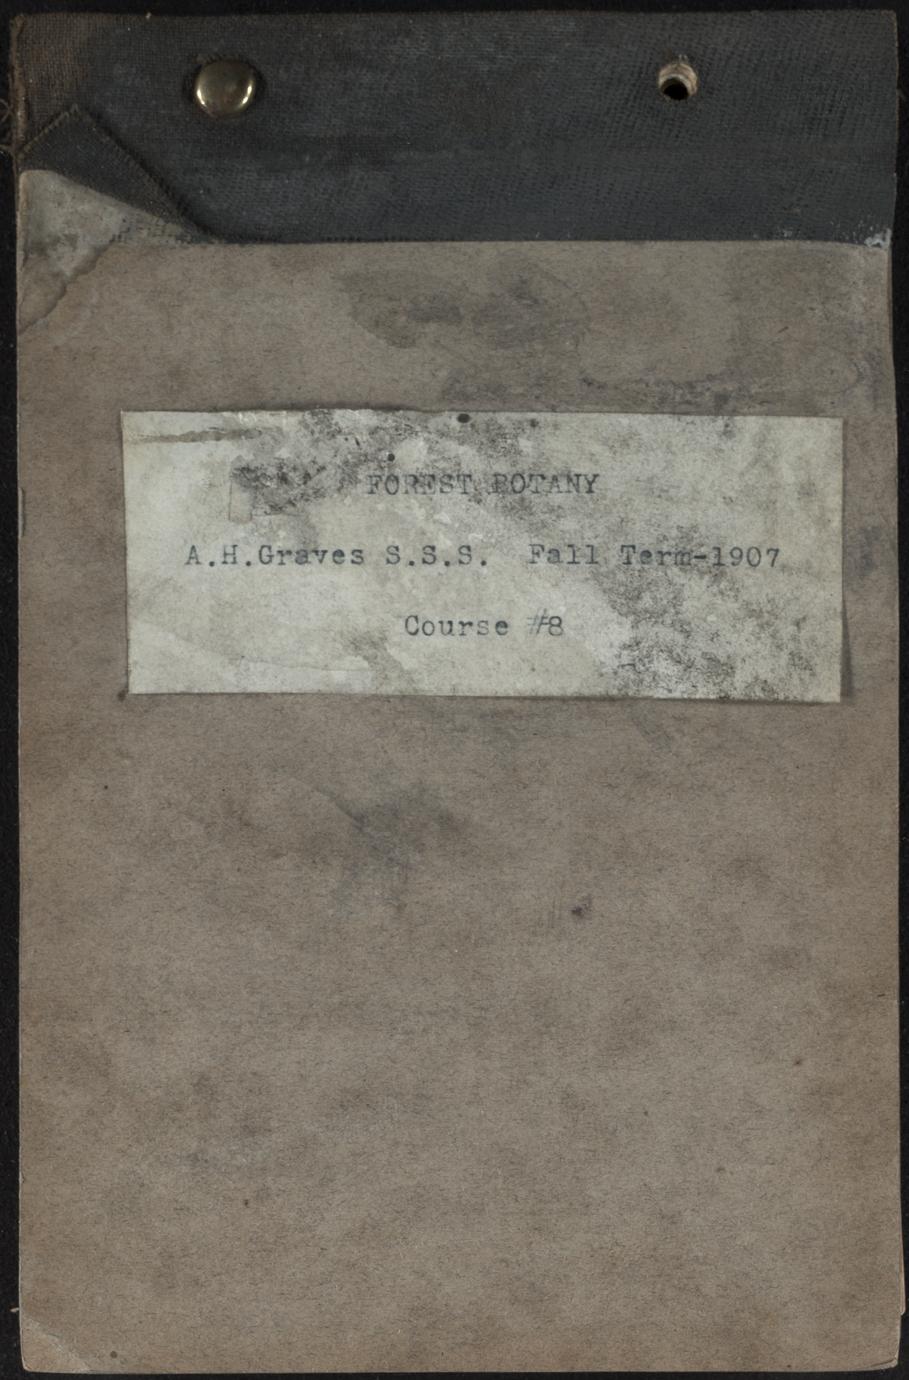 FOREST BOTANY
A.H.Graves S.S.S. Fall Term-1907
Course #8